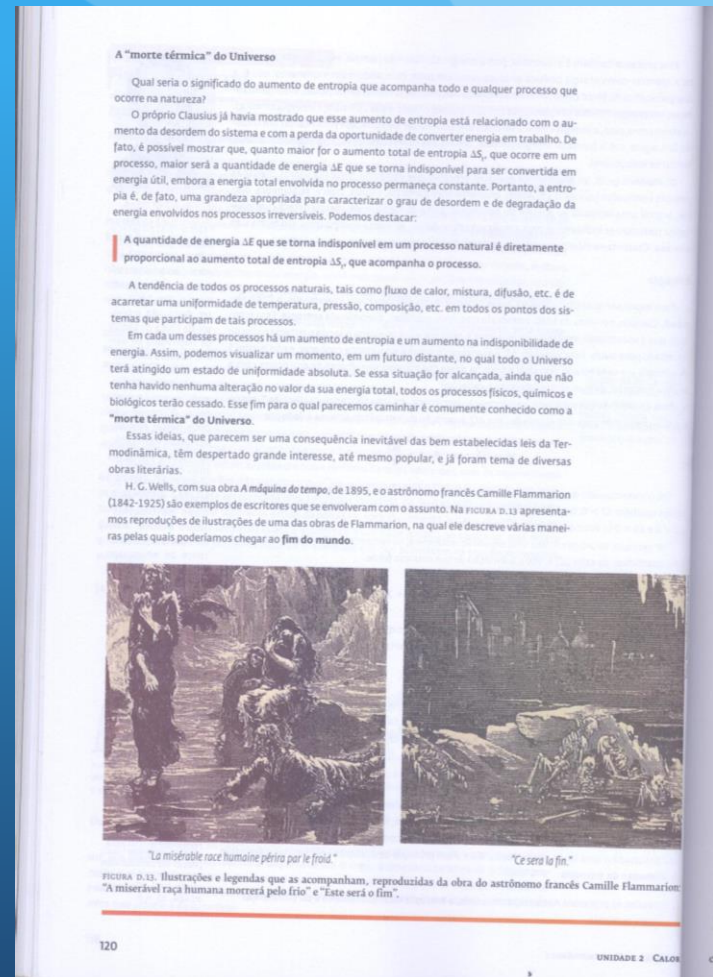 A “morte térmica” do Universo
Qual seria o significado do aumento de entropia que acompanha todo e qualquer processo que
ocorre na natureza?
O próprio Clausius já havia mostrado que esse aumento de entropia está relacionado com o au-
mento da desordem do sistema e com a perda da oportunidade de converter energia em trabalho. De
fato, é possível mostrar que, quanto maior for o aumento total de entropia ΔSₜ, que ocorre em um
processo, maior será a quantidade de energia ΔE que se torna indisponível para ser convertida em
energia útil, embora a energia total envolvida no processo permaneça constante. Portanto, a entro-
pia é, de fato, uma grandeza apropriada para caracterizar o grau de desordem e de degradação da
energia envolvidos nos processos irreversíveis. Podemos destacar:
A quantidade de energia ΔE que se torna indisponível em um processo natural é diretamente
proporcional ao aumento total de entropia ΔSₜ, que acompanha o processo.
A tendência de todos os processos naturais, tais como fluxo de calor, mistura, difusão, etc. é de
acarretar uma uniformidade de temperatura, pressão, composição, etc. em todos os pontos dos sis-
temas que participam de tais processos.
Em cada um desses processos há um aumento de entropia e um aumento na indisponibilidade de
energia. Assim, podemos visualizar um momento, em um futuro distante, no qual todo o Universo
terá atingido um estado de uniformidade absoluta. Se essa situação for alcançada, ainda que não
tenha havido nenhuma alteração no valor da sua energia total, todos os processos físicos, químicos e
biológicos terão cessado. Esse fim para o qual parecemos caminhar é comumente conhecido como a
“morte térmica” do Universo.
Essas ideias, que parecem ser uma consequência inevitável das bem estabelecidas leis da Ter-
modinâmica, têm despertado grande interesse, até mesmo popular, e já foram tema de diversas
obras literárias.
H. G. Wells, com sua obra A máquina do tempo, de 1895, e o astrônomo francês Camille Flammarion
(1842-1925) são exemplos de escritores que se envolveram com o assunto. Na FIGURA D.13 apresenta-
mos reproduções de ilustrações de uma das obras de Flammarion, na qual ele descreve várias manei-
ras pelas quais poderíamos chegar ao fim do mundo.
“La misérable race humaine périra par le froid.”
“Ce sera la fin.”
FIGURA D.13. Ilustrações e legendas que as acompanham, reproduzidas da obra do astrônomo francês Camille Flammarion:
“A miserável raça humana morrerá pelo frio” e “Este será o fim”.
120
UNIDADE 2 CALOR